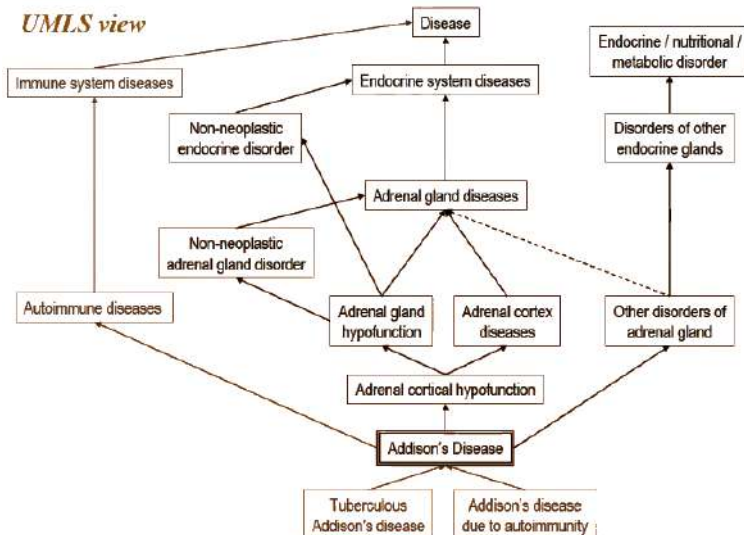 UMLS view
Disease
Endocrine / nutritional /
metabolic disorder
Immune system diseases
Endocrine system diseases
Non-neoplastic
endocrine disorder
Disorders of other
endocrine glands
Adrenal gland diseases
Non-neoplastic
adrenal gland disorder
Autoimmune diseases
Adrenal gland
hypofunction
Adrenal cortex
diseases
Other disorders of
adrenal gland
Adrenal cortical hypofunction
Addison's Disease
Tuberculous
Addison's disease
Addison's disease
due to autoimmunity